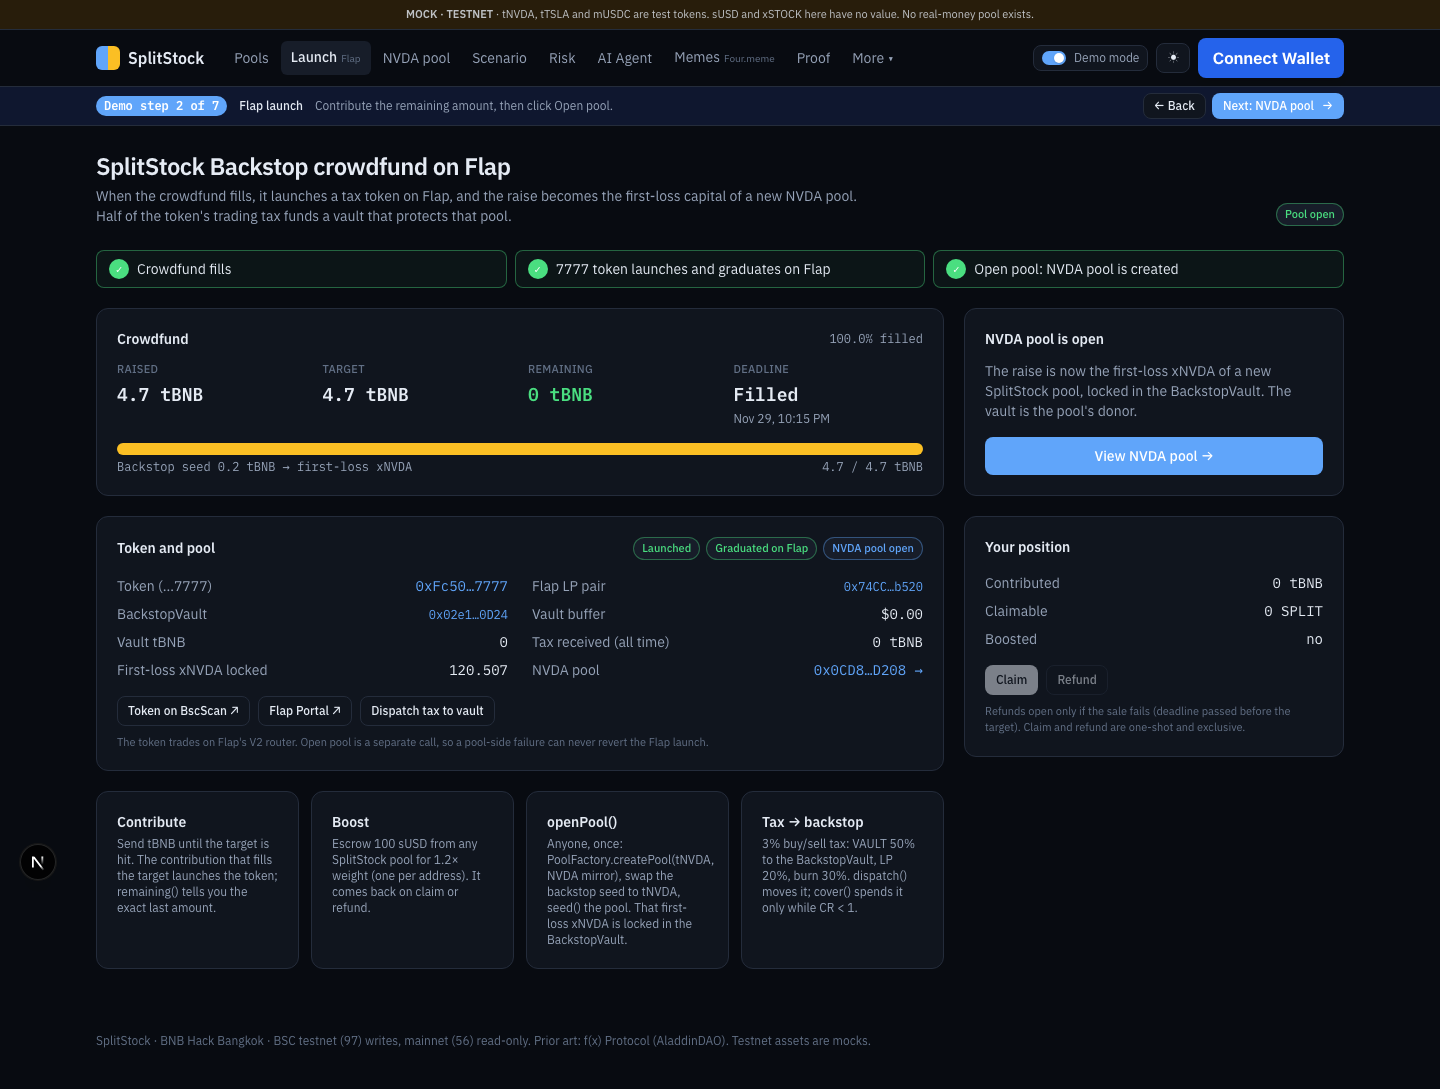 MOCK · TESTNET · tNVDA, tTSLA and mUSDC are test tokens. sUSD and xSTOCK here have no value. No real-money pool exists.
SplitStock Pools Launch Flap NVDA pool Scenario Risk AI Agent Memes Four.meme Proof More ▾ Demo mode Connect Wallet
Demo step 2 of 7 Flap launch Contribute the remaining amount, then click Open pool. ← Back Next: NVDA pool →
SplitStock Backstop crowdfund on Flap
When the crowdfund fills, it launches a tax token on Flap, and the raise becomes the first-loss capital of a new NVDA pool.
Half of the token's trading tax funds a vault that protects that pool.
Pool open
✓ Crowdfund fills
✓ 7777 token launches and graduates on Flap
✓ Open pool: NVDA pool is created
Crowdfund 100.0% filled
RAISED TARGET REMAINING DEADLINE
4.7 tBNB 4.7 tBNB 0 tBNB Filled
Nov 29, 10:15 PM
Backstop seed 0.2 tBNB → first-loss xNVDA 4.7 / 4.7 tBNB
NVDA pool is open
The raise is now the first-loss xNVDA of a new
SplitStock pool, locked in the BackstopVault. The
vault is the pool's donor.
View NVDA pool →
Token and pool Launched Graduated on Flap NVDA pool open
Token (…7777) 0xFc50…7777 Flap LP pair 0x74CC…b520
BackstopVault 0x02e1…0D24 Vault buffer $0.00
Vault tBNB 0 Tax received (all time) 0 tBNB
First-loss xNVDA locked 120.507 NVDA pool 0x0CD8…D208 →
Token on BscScan ↗ Flap Portal ↗ Dispatch tax to vault
The token trades on Flap's V2 router. Open pool is a separate call, so a pool-side failure can never revert the Flap launch.
Your position
Contributed 0 tBNB
Claimable 0 SPLIT
Boosted no
Claim Refund
Refunds open only if the sale fails (deadline passed before the
target). Claim and refund are one-shot and exclusive.
Contribute
Send tBNB until the target is
hit. The contribution that fills
the target launches the token;
remaining() tells you the
exact last amount.
Boost
Escrow 100 sUSD from any
SplitStock pool for 1.2×
weight (one per address). It
comes back on claim or
refund.
openPool()
Anyone, once:
PoolFactory.createPool(tNVDA,
NVDA mirror), swap the
backstop seed to tNVDA,
seed() the pool. That first-
loss xNVDA is locked in the
BackstopVault.
Tax → backstop
3% buy/sell tax: VAULT 50%
to the BackstopVault, LP
20%, burn 30%. dispatch()
moves it; cover() spends it
only while CR < 1.
N
SplitStock · BNB Hack Bangkok · BSC testnet (97) writes, mainnet (56) read-only. Prior art: f(x) Protocol (AladdinDAO). Testnet assets are mocks.